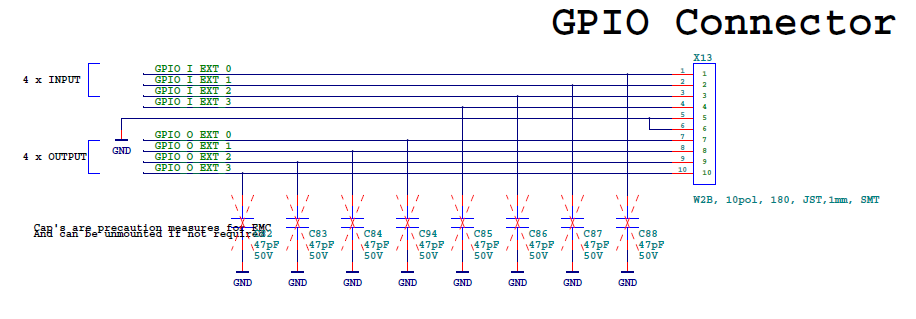 GPIO Connector
X13
GPIO I EXT 0 1 1
4 x INPUT GPIO I EXT 1 2 2
GPIO I EXT 2 3 3
GPIO I EXT 3 4 4
5 5
6 6
GPIO O EXT 0 7 7
GND GPIO O EXT 1 8 8
4 x OUTPUT GPIO O EXT 2 9 9
GPIO O EXT 3 10 10
W2B, 10pol, 180, JST,1mm, SMT
Cap's are precaution measures for EMC
And can be unmounted if not required
C83 C84 C94 C85 C86 C87 C88
47pF 47pF 47pF 47pF 47pF 47pF 47pF 47pF
50V 50V 50V 50V 50V 50V 50V 50V
GND GND GND GND GND GND GND GND